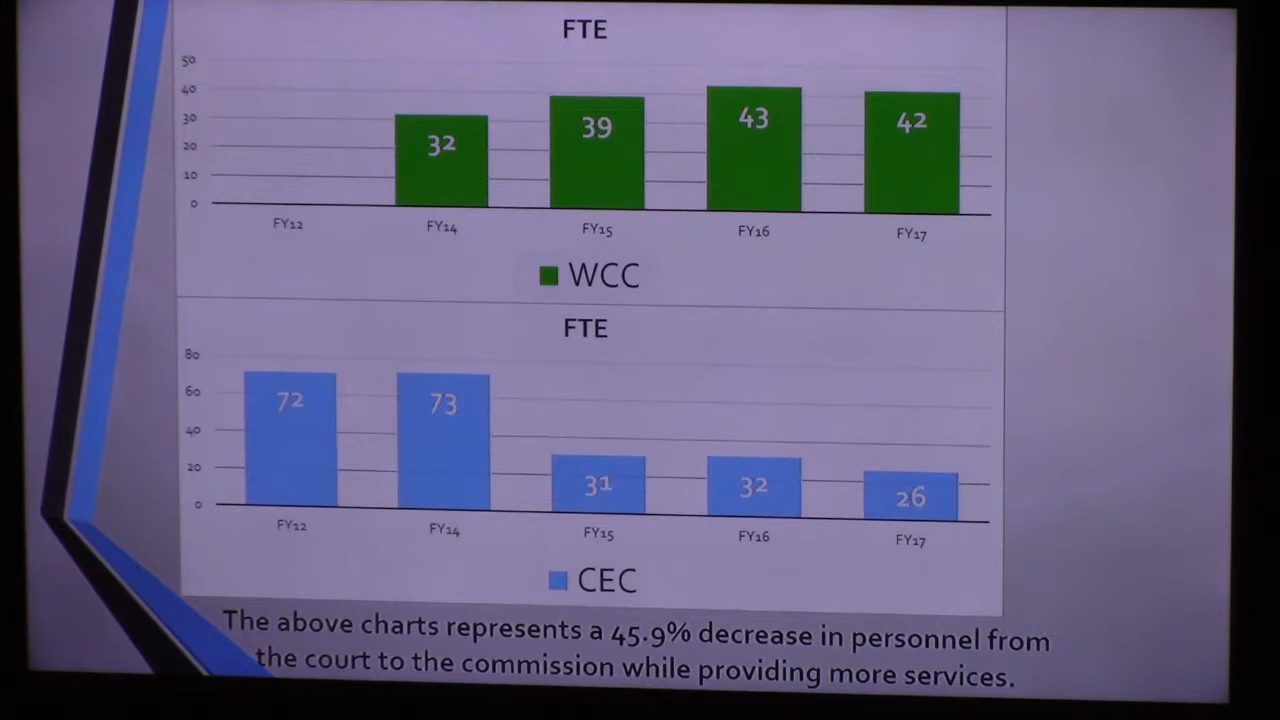 FTE
50
40
30
20
10
0
32
39
43
42
FY12
FY14
FY15
FY16
FY17
WCC
FTE
80
60
40
20
0
72
73
31
32
26
FY12
FY14
FY15
FY16
FY17
CEC
The above charts represents a 45.9% decrease in personnel from
the court to the commission while providing more services.